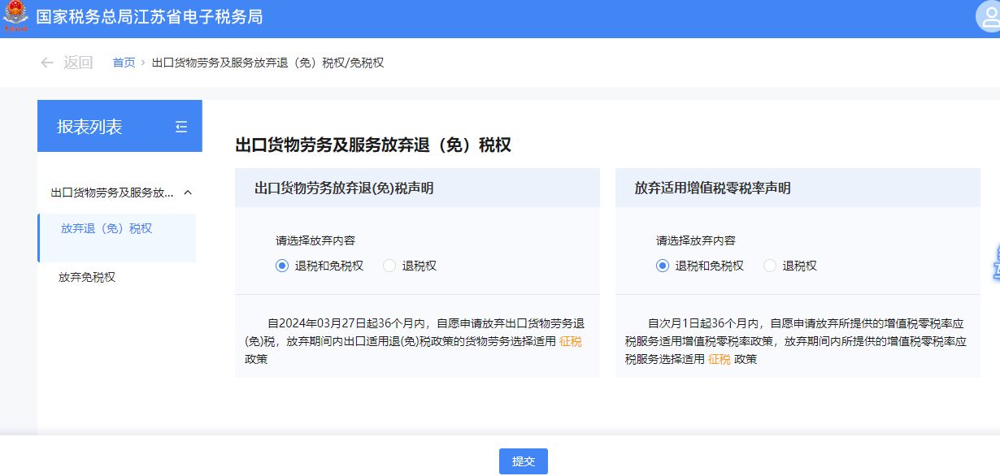 国家税务总局江苏省电子税务局
返回 首页 > 出口货物劳务及服务放弃退（免）税权/免税权
报表列表
出口货物劳务及服务放...
放弃退（免）税权
放弃免税权
出口货物劳务及服务放弃退（免）税权
出口货物劳务放弃退(免)税声明
请选择放弃内容
退税和免税权 退税权
自2024年03月27日起36个月内，自愿申请放弃出口货物劳务退
(免)税，放弃期间内出口适用退(免)税政策的货物劳务选择适用 征税
政策
放弃适用增值税零税率声明
请选择放弃内容
退税和免税权 退税权
自次月1日起36个月内，自愿申请放弃所提供的增值税零税率应
税服务适用增值税零税率政策，放弃期间内所提供的增值税零税率应
税服务选择适用 征税 政策
提交